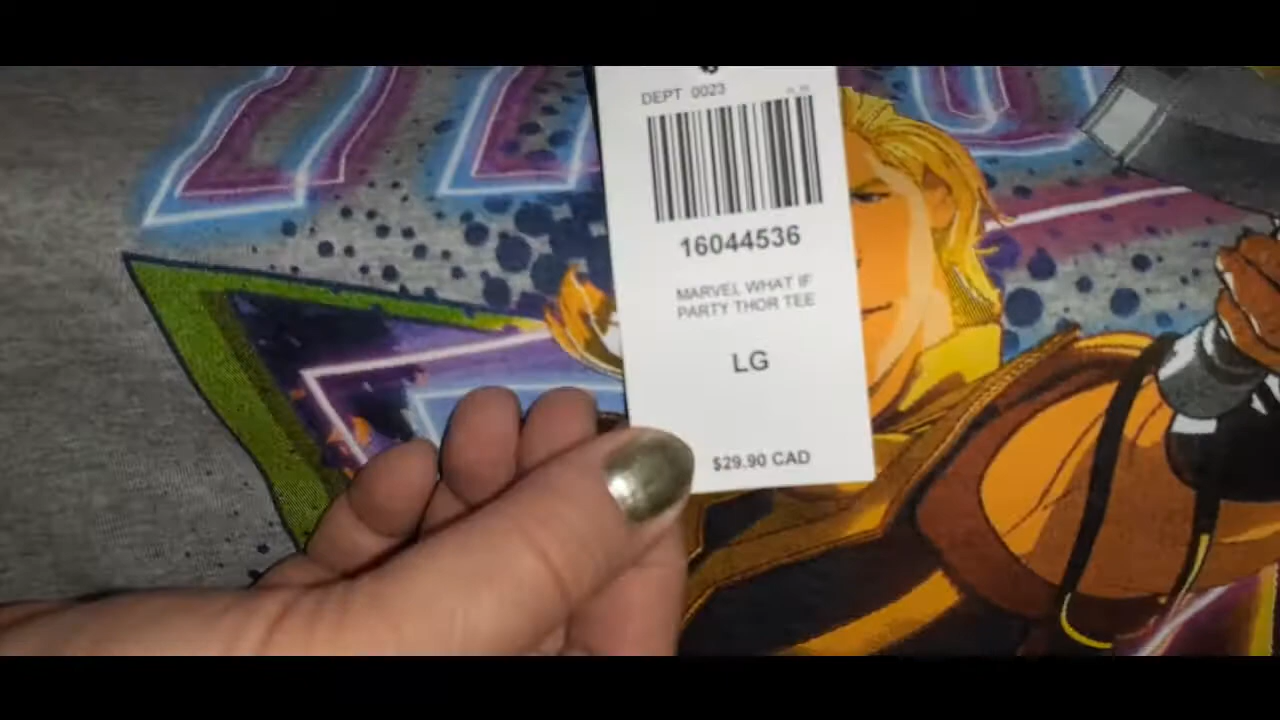 DEPT 0023
16044536
MARVEL WHAT IF
PARTY THOR TEE
LG
$29.90 CAD